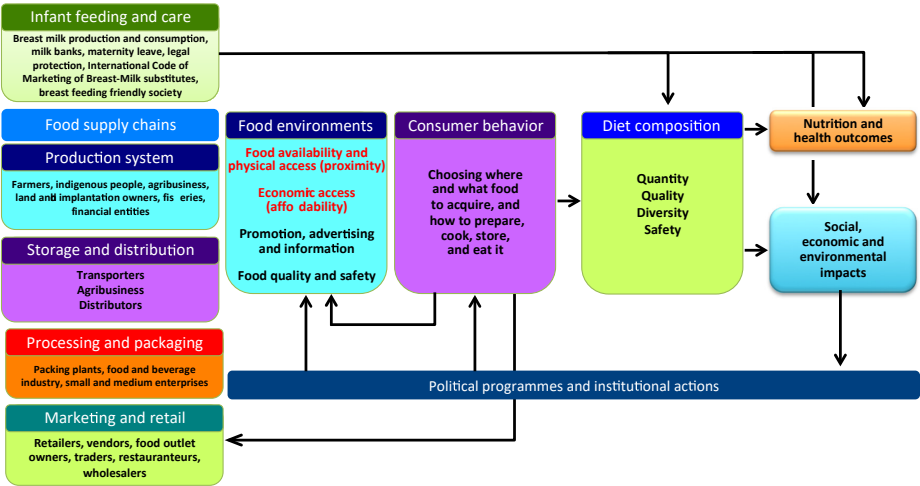 Infant feeding and care
Breast milk production and consumption,
milk banks, maternity leave, legal
protection, International Code of
Marketing of Breast-Milk substitutes,
breast feeding friendly society
Food supply chains
Production system
Farmers, indigenous people, agribusiness,
land and implantation owners, fis eries,
financial entities
Storage and distribution
Transporters
Agribusiness
Distributors
Processing and packaging
Packing plants, food and beverage
industry, small and medium enterprises
Marketing and retail
Retailers, vendors, food outlet
owners, traders, restauranteurs,
wholesalers
Food environments
Food availability and
physical access (proximity)
Economic access
(affo dability)
Promotion, advertising
and information
Food quality and safety
Consumer behavior
Choosing where
and what food
to acquire, and
how to prepare,
cook, store,
and eat it
Diet composition
Quantity
Quality
Diversity
Safety
Nutrition and
health outcomes
Social,
economic and
environmental
impacts
Political programmes and institutional actions